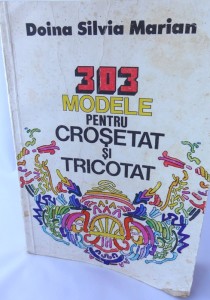 Doina Silvia Marian
303
MODELE
PENTRU
CROȘETAT
ȘI
TRICOTAT